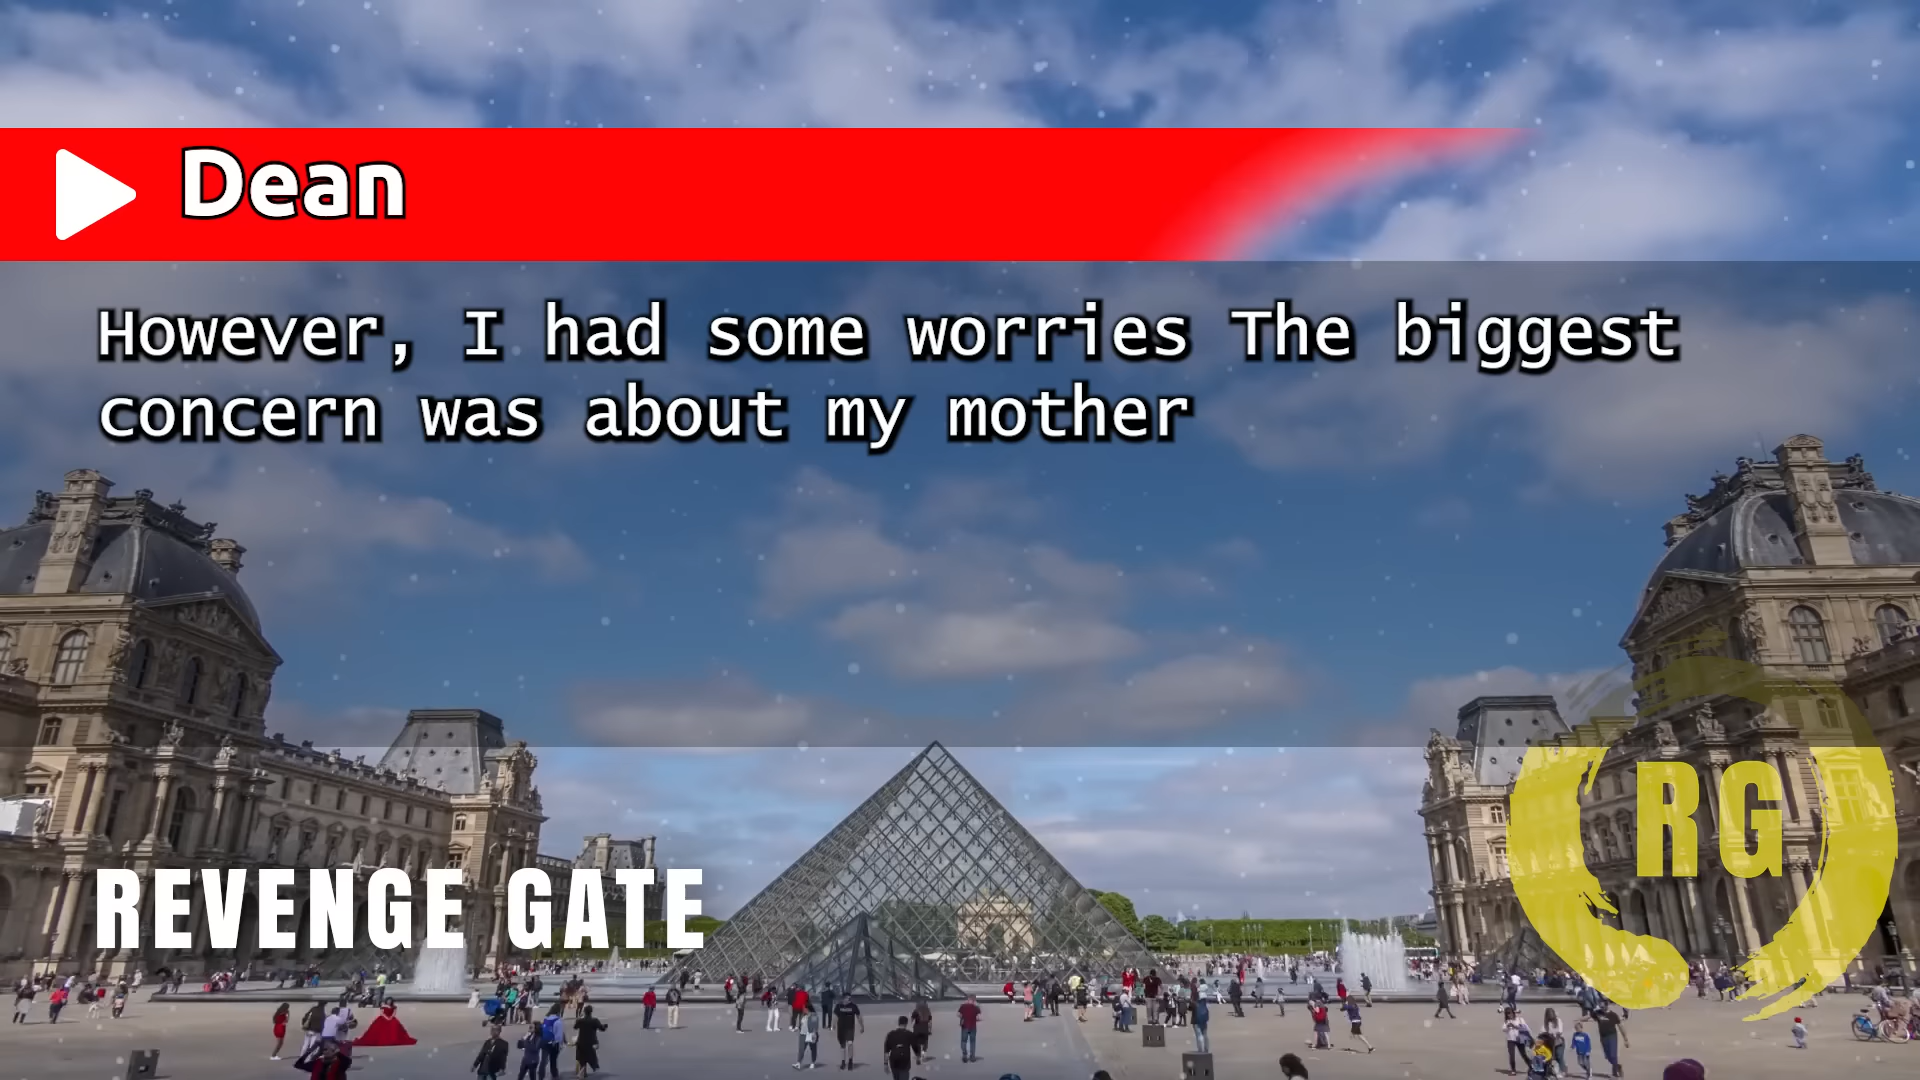 Dean
However, I had some worries The biggest
concern was about my mother
REVENGE GATE
RG